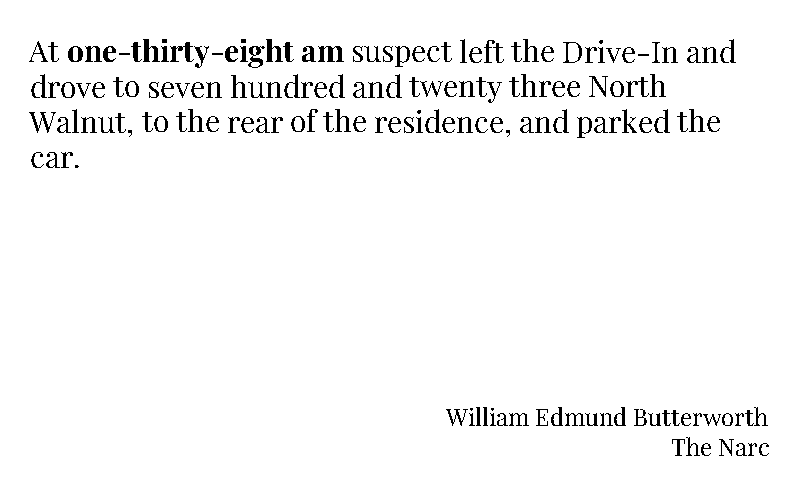 At one-thirty-eight am suspect left the Drive-In and
drove to seven hundred and twenty three North
Walnut, to the rear of the residence, and parked the
car.
William Edmund Butterworth
The Narc